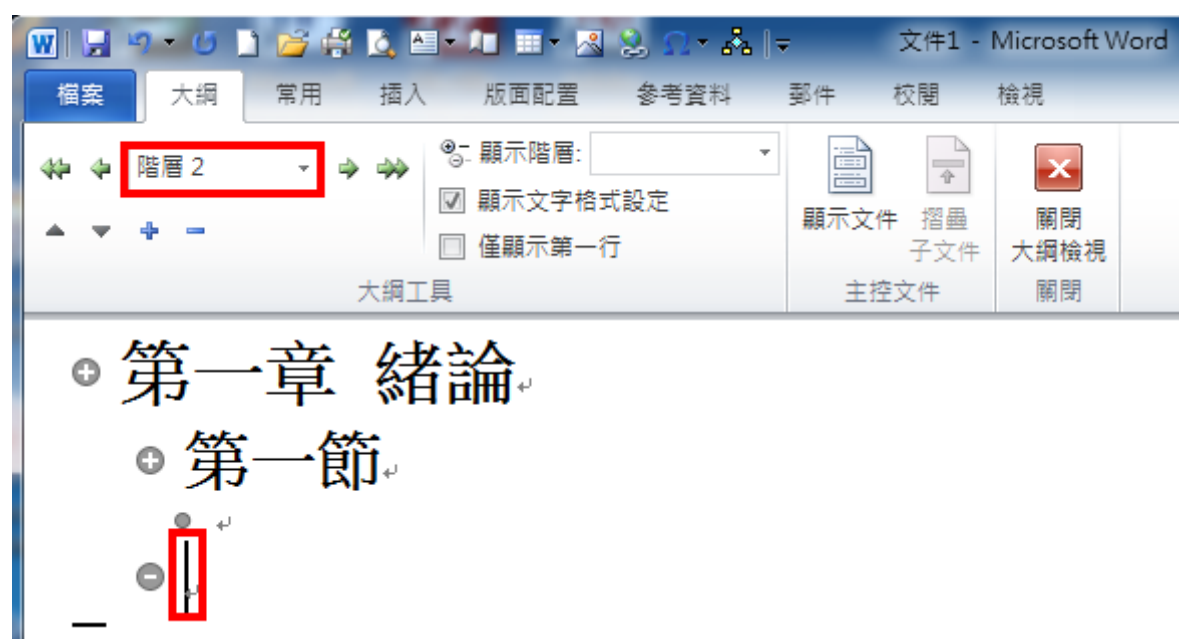 文件1 - Microsoft Word
檔案 大綱 常用 插入 版面配置 參考資料 郵件 校閱 檢視
階層 2
顯示階層:
顯示文字格式設定
僅顯示第一行
大綱工具
顯示文件
摺疊
子文件
主控文件
關閉
大綱檢視
關閉
第一章 緒論
第一節